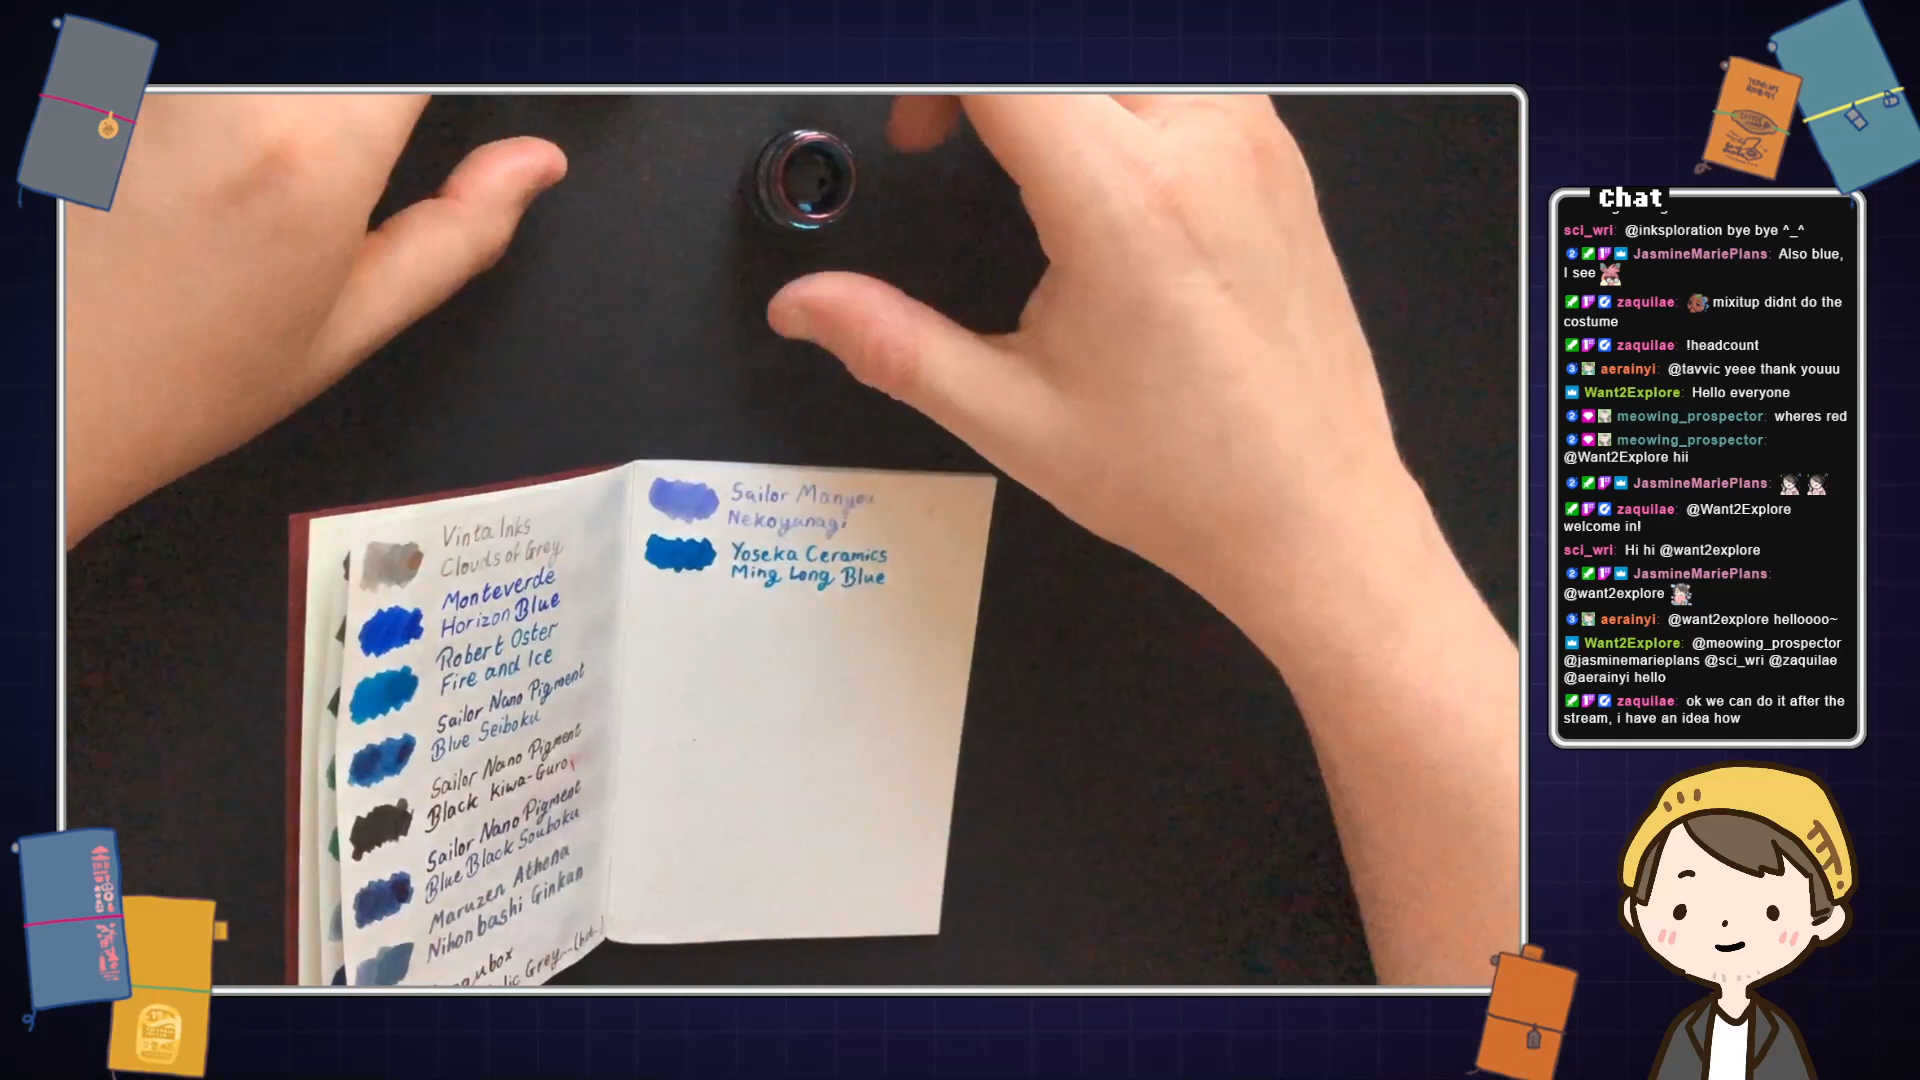 Vinta Inks
Clouds of Grey
Monteverde
Horizon Blue
Robert Oster
Fire and Ice
Sailor Nano Pigment
Blue Seiboku
Sailor Nano Pigment
Black Kiwa-Guro
Sailor Nano Pigment
Blue Black Souboku
Maruzen Athena
Nihonbashi Ginkan
Grey...
Sailor Manyou
Nekoyanagi
Yoseka Ceramics
Ming Long Blue
chat
sci_wri: @inksploration bye bye ^_^
JasmineMariePlans: Also blue,
I see
zaquilae: mixitup didnt do the
costume
zaquilae: !headcount
aerainyi: @tavvic yeee thank youuu
Want2Explore: Hello everyone
meowing_prospector: wheres red
meowing_prospector:
@Want2Explore hii
JasmineMariePlans:
zaquilae: @Want2Explore
welcome in!
sci_wri: Hi hi @want2explore
JasmineMariePlans:
@want2explore
aerainyi: @want2explore helloooo~
Want2Explore: @meowing_prospector
@jasminemarieplans @sci_wri @zaquilae
@aerainyi hello
zaquilae: ok we can do it after the
stream, i have an idea how